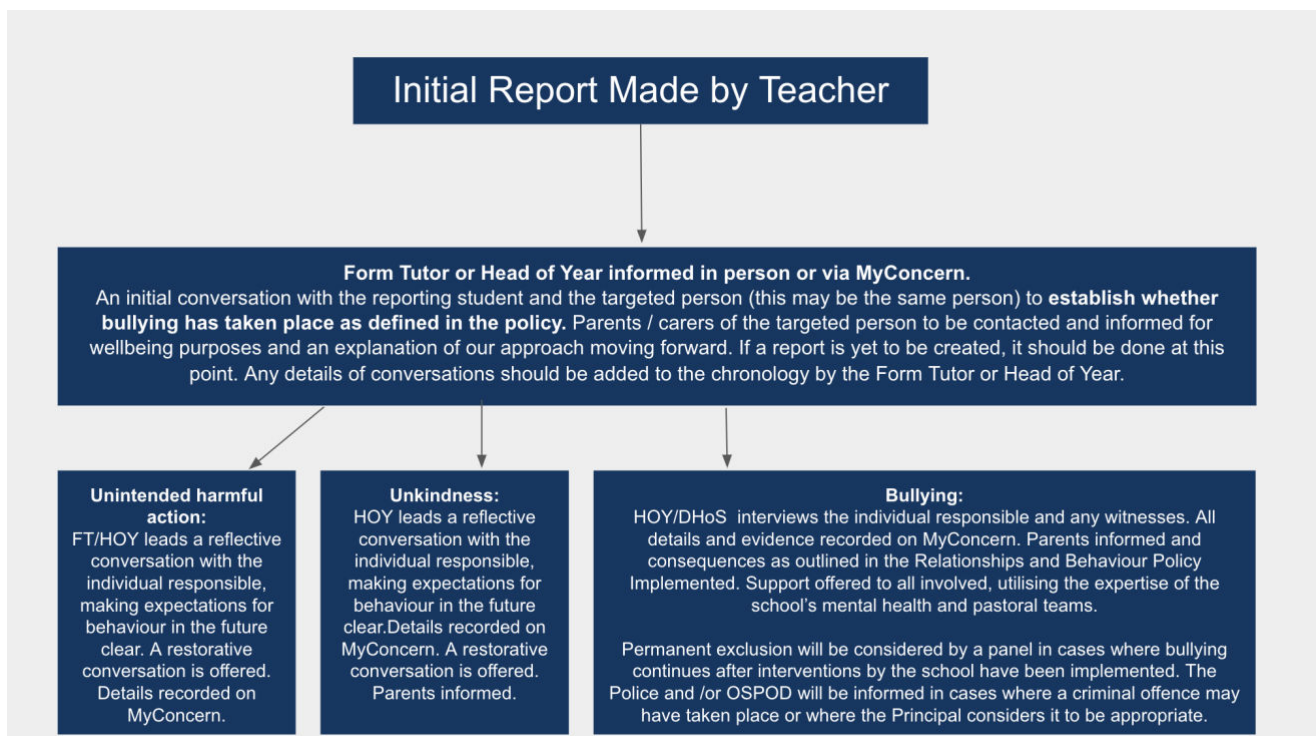 Initial Report Made by Teacher
Form Tutor or Head of Year informed in person or via MyConcern.
An initial conversation with the reporting student and the targeted person (this may be the same person) to establish whether
bullying has taken place as defined in the policy. Parents / carers of the targeted person to be contacted and informed for
wellbeing purposes and an explanation of our approach moving forward. If a report is yet to be created, it should be done at this
point. Any details of conversations should be added to the chronology by the Form Tutor or Head of Year.
Unintended harmful
action:
FT/HOY leads a reflective
conversation with the
individual responsible,
making expectations for
behaviour in the future
clear. A restorative
conversation is offered.
Details recorded on
MyConcern.
Unkindness:
HOY leads a reflective
conversation with the
individual responsible,
making expectations for
behaviour in the future
clear.Details recorded on
MyConcern. A restorative
conversation is offered.
Parents informed.
Bullying:
HOY/DHoS interviews the individual responsible and any witnesses. All
details and evidence recorded on MyConcern. Parents informed and
consequences as outlined in the Relationships and Behaviour Policy
Implemented. Support offered to all involved, utilising the expertise of the
school's mental health and pastoral teams.
Permanent exclusion will be considered by a panel in cases where bullying
continues after interventions by the school have been implemented. The
Police and /or OSPOD will be informed in cases where a criminal offence may
have taken place or where the Principal considers it to be appropriate.